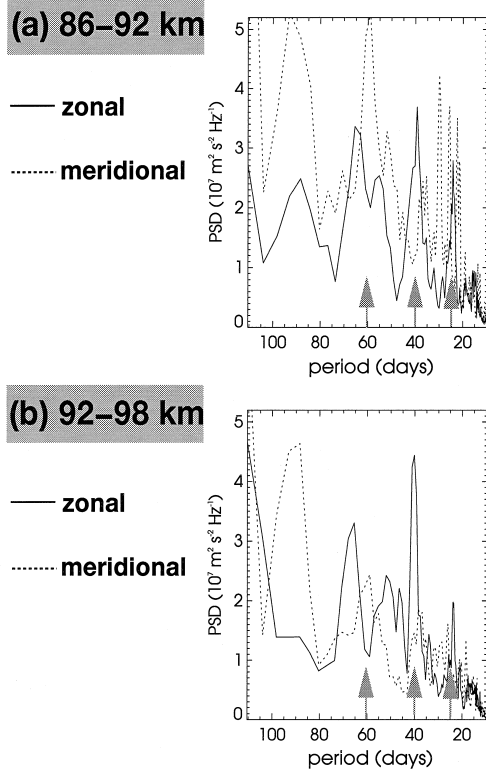 (a) 86–92 km
zonal
meridional
PSD (10⁷ m² s⁻² Hz⁻¹)
5
4
3
2
1
0
100 80 60 40 20
period (days)
(b) 92–98 km
zonal
meridional
PSD (10⁷ m² s⁻² Hz⁻¹)
5
4
3
2
1
0
100 80 60 40 20
period (days)